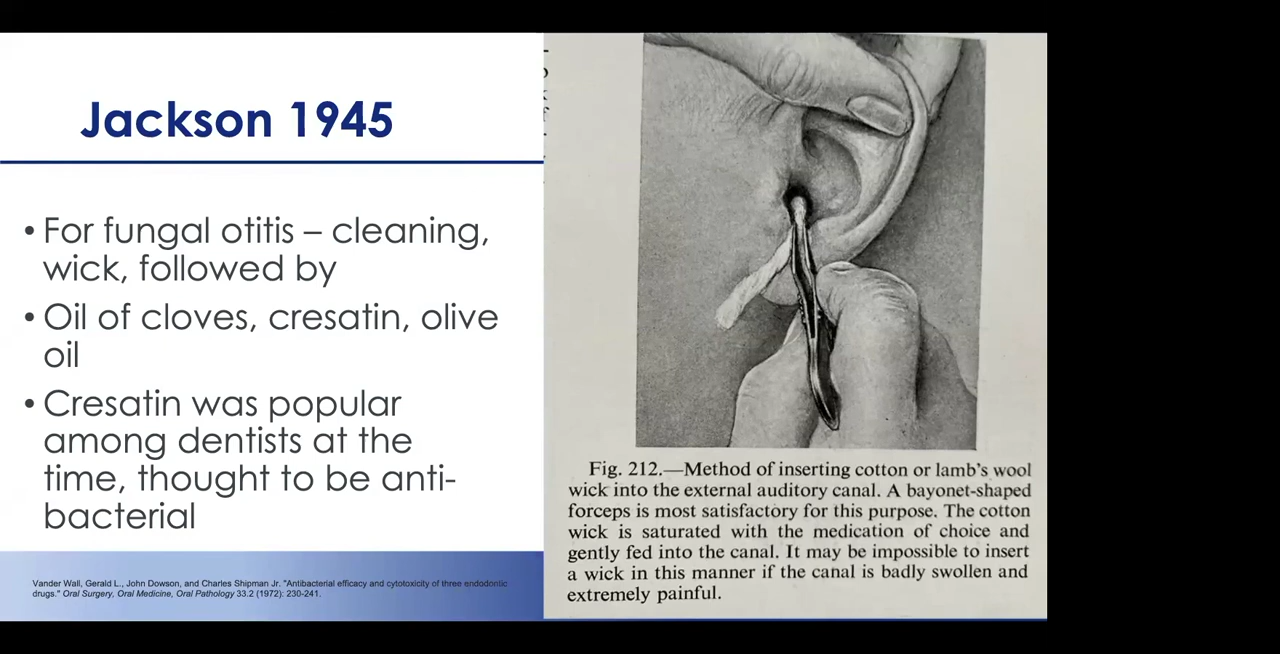 Jackson 1945
• For fungal otitis – cleaning,
wick, followed by
• Oil of cloves, cresatin, olive
oil
• Cresatin was popular
among dentists at the
time, thought to be anti-
bacterial
Vander Wall, Gerald L., John Dowson, and Charles Shipman Jr. "Antibacterial efficacy and cytotoxicity of three endodontic
drugs." Oral Surgery, Oral Medicine, Oral Pathology 33.2 (1972): 230-241.
Fig. 212.—Method of inserting cotton or lamb's wool
wick into the external auditory canal. A bayonet-shaped
forceps is most satisfactory for this purpose. The cotton
wick is saturated with the medication of choice and
gently fed into the canal. It may be impossible to insert
a wick in this manner if the canal is badly swollen and
extremely painful.